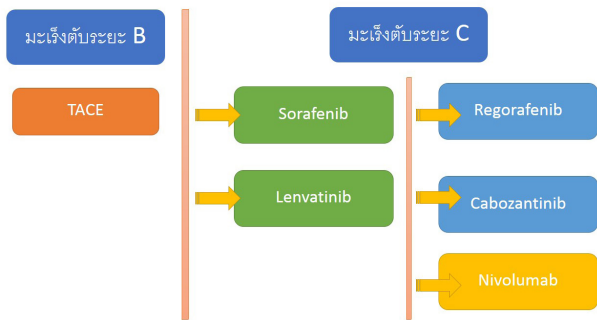 มะเร็งตับระยะ B
มะเร็งตับระยะ C
TACE
Sorafenib
Regorafenib
Lenvatinib
Cabozantinib
Nivolumab